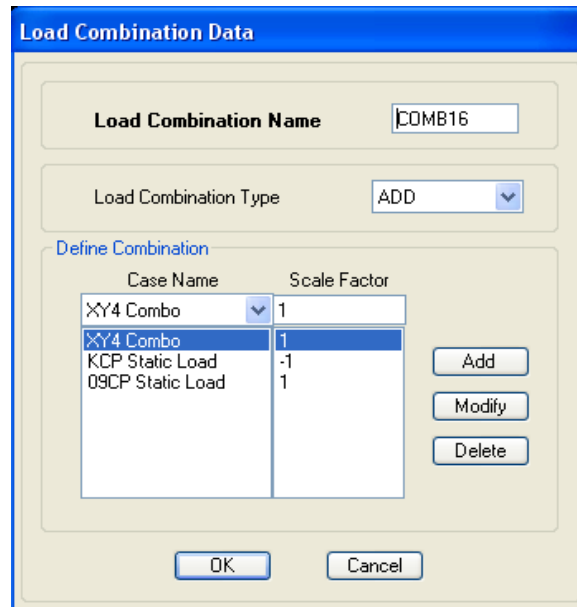 Load Combination Data
Load Combination Name COMB16
Load Combination Type ADD
Define Combination
Case Name Scale Factor
XY4 Combo 1
XY4 Combo 1
KCP Static Load -1
09CP Static Load 1
Add
Modify
Delete
OK Cancel